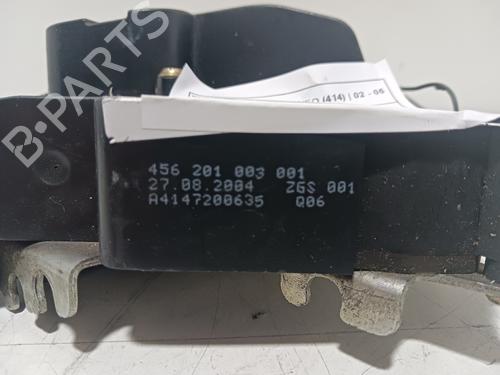 B-PARTS
(414) | 02 - 05
456 201 003 001
27.08.2004 ZGS 001
A4147200635 Q06